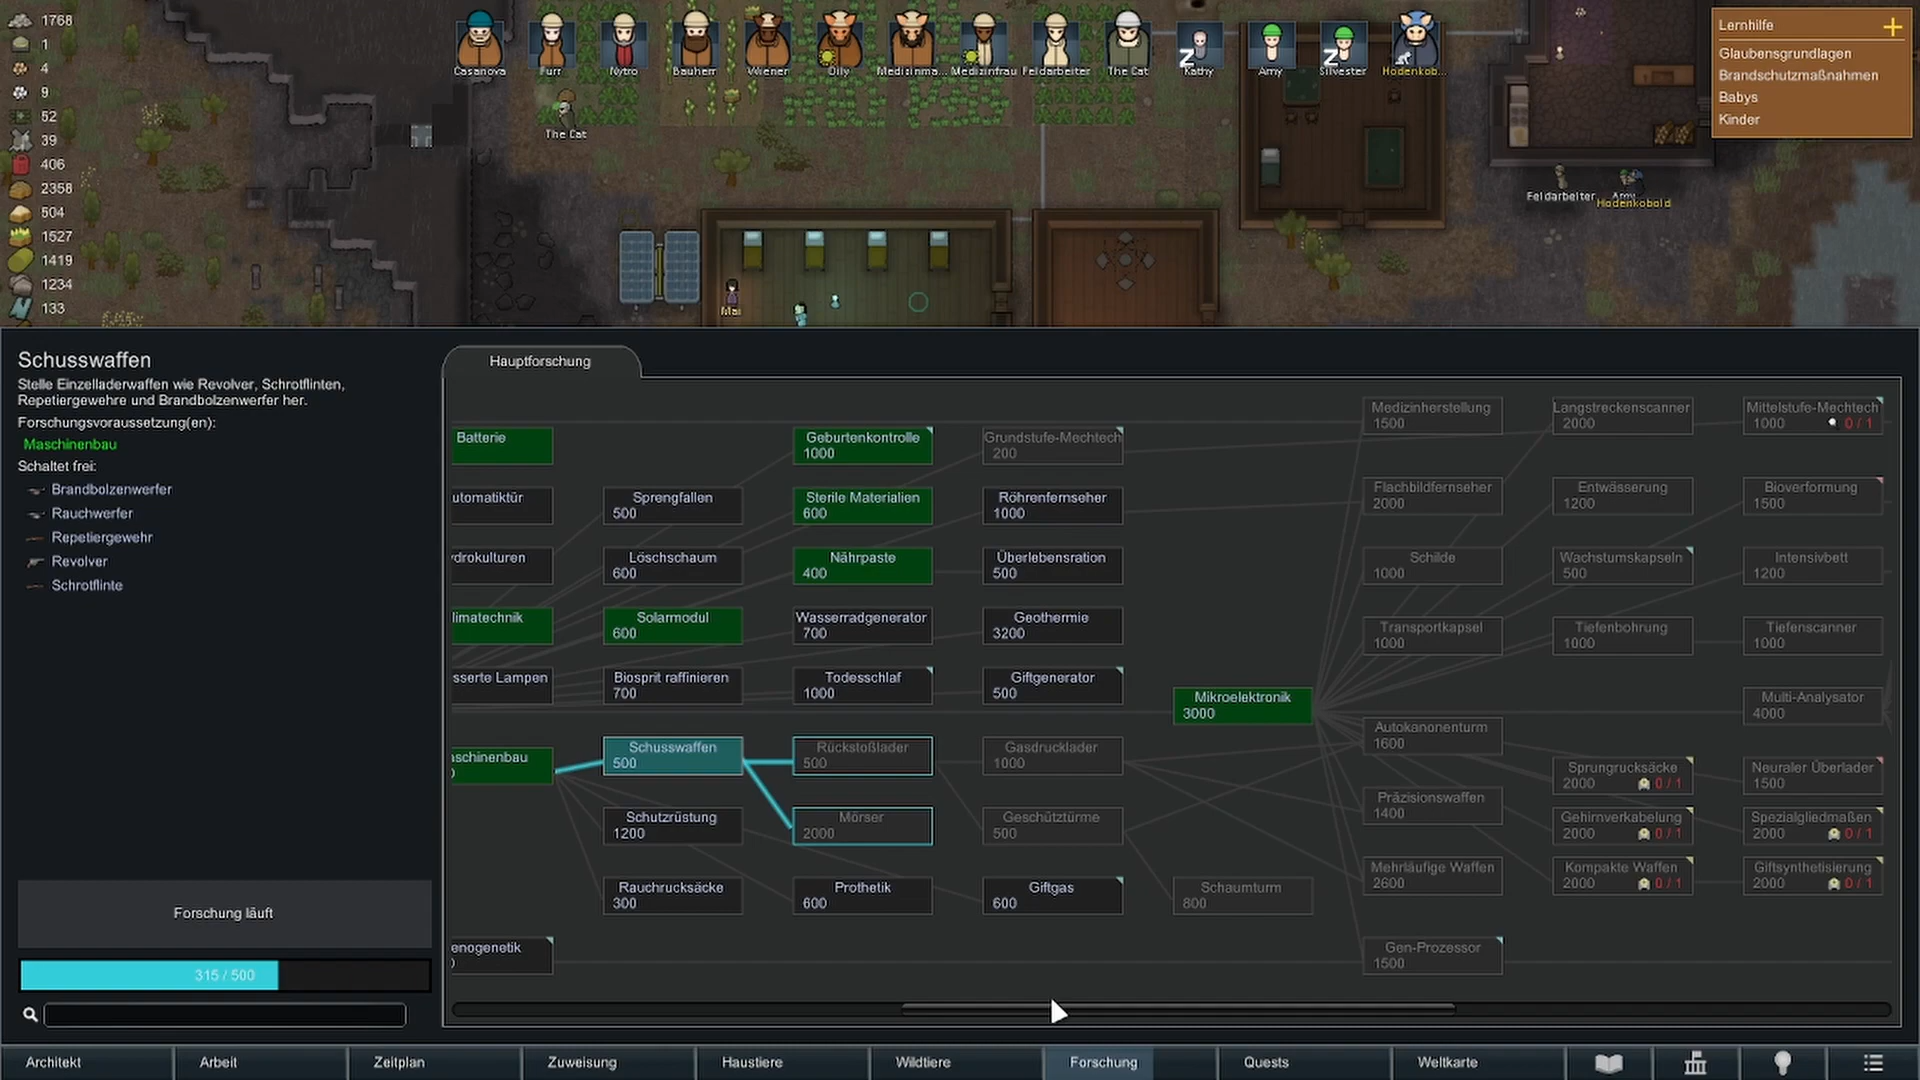 1768
1
4
9
52
39
406
2358
504
1527
1419
1234
133
Casanova
Furr
Nytro
Bauherr
Wiener
Olly
Medizinma...
Medizinfrau
Feldarbeiter
The Cat
Kathy
Amy
Silvester
Hodenkob...
Lernhilfe
Glaubensgrundlagen
Brandschutzmaßnahmen
Babys
Kinder
The Cat
Feldarbeiter
Amy
Hodenkobold
Mai
Schusswaffen
Stelle Einzelladerwaffen wie Revolver, Schrotflinten,
Repetiergewehre und Brandbolzenwerfer her.
Forschungsvoraussetzung(en):
Maschinenbau
Schaltet frei:
Brandbolzenwerfer
Rauchwerfer
Repetiergewehr
Revolver
Schrotflinte
Forschung läuft
315 / 500
Hauptforschung
Medizinherstellung
1500
Langstreckenscanner
2000
Mittelstufe-Mechtech
1000 0 / 1
Batterie
Geburtenkontrolle
1000
Grundstufe-Mechtech
200
Flachbildfernseher
2000
Entwässerung
1200
Bioverformung
1500
utomatiktür
Sprengfallen
500
Sterile Materialien
600
Röhrenfernseher
1000
ydrokulturen
Löschschaum
600
Nährpaste
400
Überlebensration
500
Schilde
1000
Wachstumskapseln
500
Intensivbett
1200
limatechnik
Solarmodul
600
Wasserradgenerator
700
Geothermie
3200
Transportkapsel
1000
Tiefenbohrung
1000
Tiefenscanner
1000
sserte Lampen
Biosprit raffinieren
700
Todesschlaf
1000
Giftgenerator
500
Mikroelektronik
3000
Multi-Analysator
4000
Autokanonenturm
1600
aschinenbau
0
Schusswaffen
500
Rückstoßlader
500
Gasdrucklader
1000
Sprungrucksäcke
2000 0 / 1
Neuraler Überlader
1500
Schutzrüstung
1200
Mörser
2000
Geschütztürme
500
Präzisionswaffen
1400
Gehirnverkabelung
2000 0 / 1
Spezialgliedmaßen
2000 0 / 1
Rauchrucksäcke
300
Prothetik
600
Giftgas
600
Schaumturm
800
Mehrläufige Waffen
2600
Kompakte Waffen
2000 0 / 1
Giftsynthetisierung
2000 0 / 1
enogenetik
0
Gen-Prozessor
1500
Architekt
Arbeit
Zeitplan
Zuweisung
Haustiere
Wildtiere
Forschung
Quests
Weltkarte